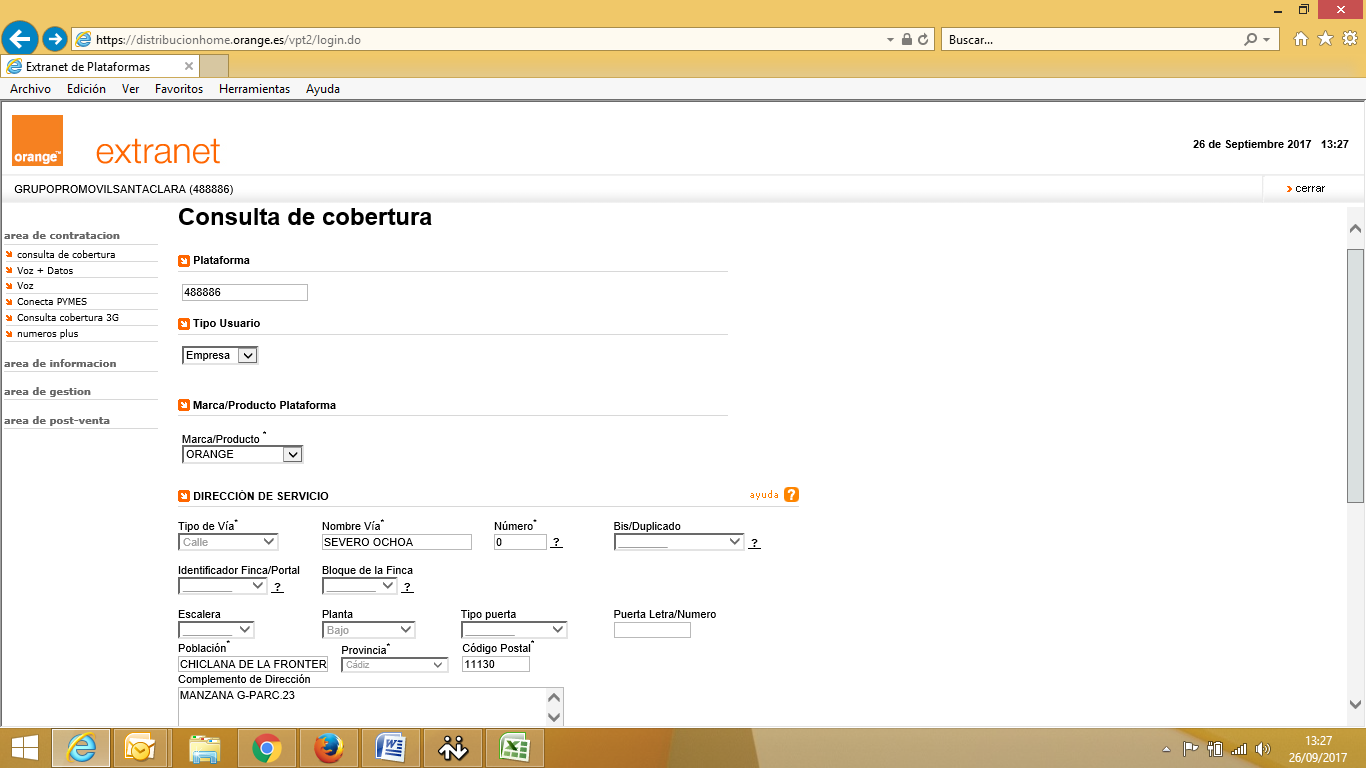 https://distribucionhome.orange.es/vpt2/login.do
Buscar...
Extranet de Plataformas
Archivo Edición Ver Favoritos Herramientas Ayuda
orange™
extranet
26 de Septiembre 2017 13:27
GRUPOPROMOVILSANTACLARA (488886)
cerrar
area de contratacion
consulta de cobertura
Voz + Datos
Voz
Conecta PYMES
Consulta cobertura 3G
numeros plus
area de informacion
area de gestion
area de post-venta
Consulta de cobertura
Plataforma
488886
Tipo Usuario
Empresa
Marca/Producto Plataforma
Marca/Producto *
ORANGE
DIRECCIÓN DE SERVICIO
ayuda ?
Tipo de Vía* Nombre Vía* Número* Bis/Duplicado
Calle SEVERO OCHOA 0 ? ________ ?
Identificador Finca/Portal Bloque de la Finca
________ ? ________ ?
Escalera Planta Tipo puerta Puerta Letra/Numero
________ Bajo ________
Población* Provincia* Código Postal*
CHICLANA DE LA FRONTER Cádiz 11130
Complemento de Dirección
MANZANA G-PARC.23
13:27
26/09/2017